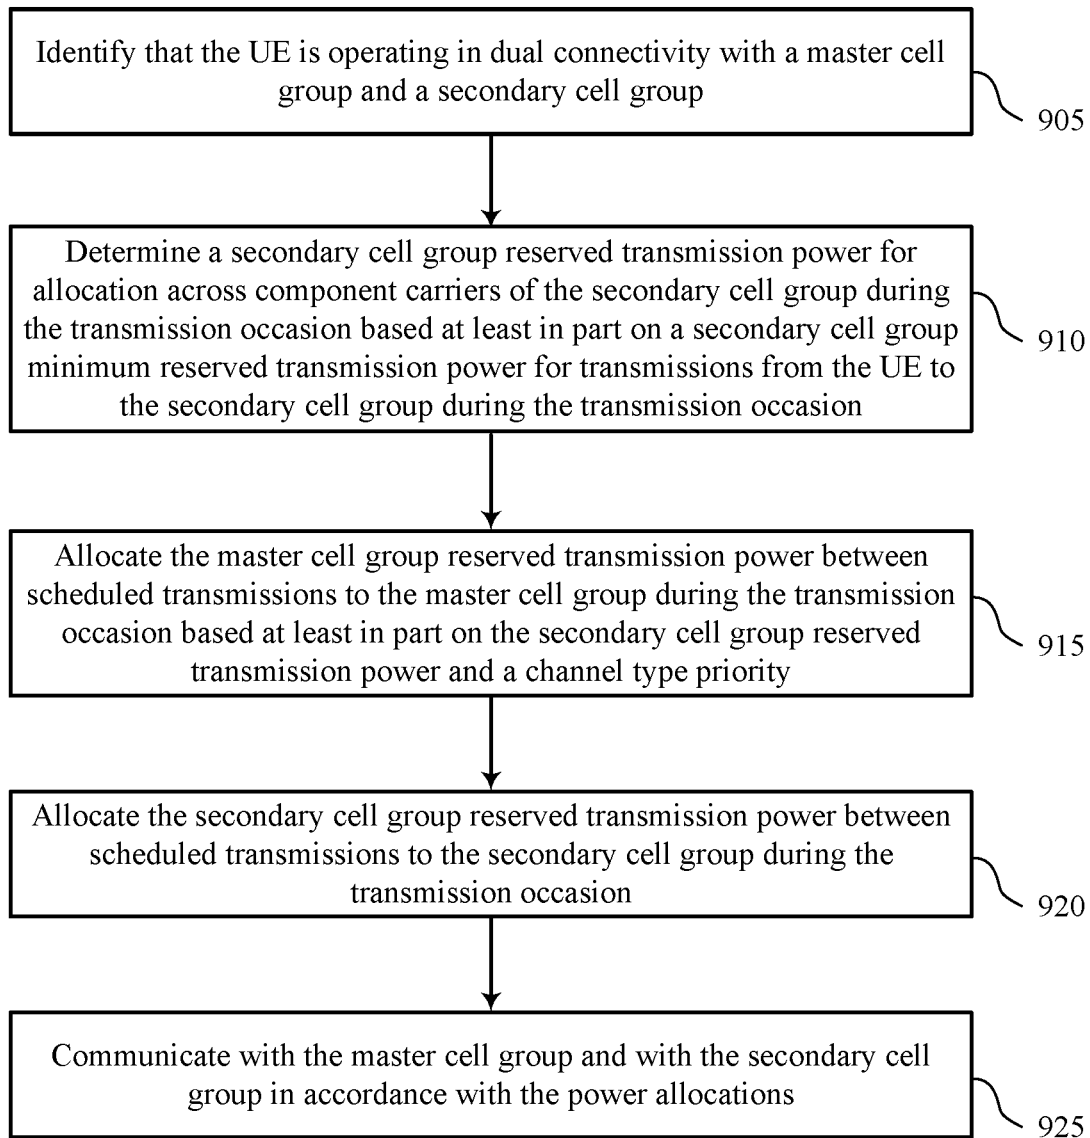 Identify that the UE is operating in dual connectivity with a master cell
group and a secondary cell group
905
Determine a secondary cell group reserved transmission power for
allocation across component carriers of the secondary cell group during
the transmission occasion based at least in part on a secondary cell group
minimum reserved transmission power for transmissions from the UE to
the secondary cell group during the transmission occasion
910
Allocate the master cell group reserved transmission power between
scheduled transmissions to the master cell group during the transmission
occasion based at least in part on the secondary cell group reserved
transmission power and a channel type priority
915
Allocate the secondary cell group reserved transmission power between
scheduled transmissions to the secondary cell group during the
transmission occasion
920
Communicate with the master cell group and with the secondary cell
group in accordance with the power allocations
925